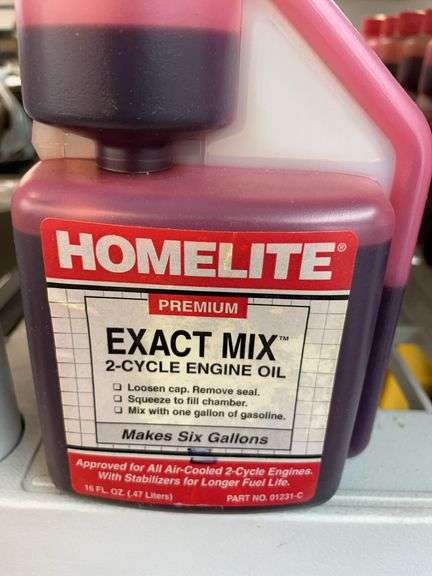 HOMELITE®
PREMIUM
EXACT MIX™
2-CYCLE ENGINE OIL
☐ Loosen cap. Remove seal.
☐ Squeeze to fill chamber.
☐ Mix with one gallon of gasoline.
Makes Six Gallons
Approved for All Air-Cooled 2-Cycle Engines.
With Stabilizers for Longer Fuel Life.
16 FL. OZ. (.47 Liters) PART NO. 01231-C